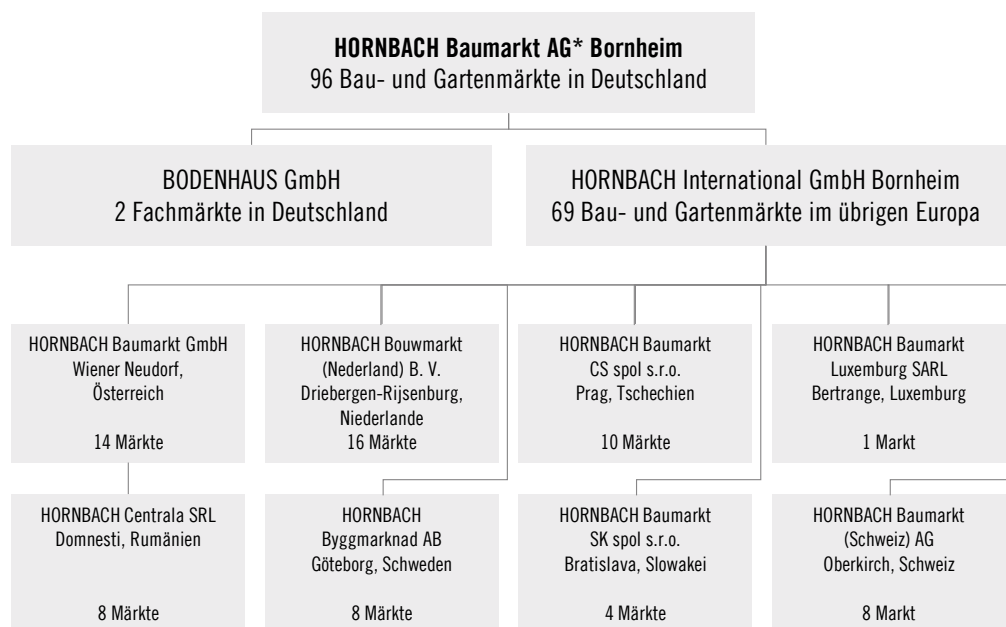 HORNBACH Baumarkt AG* Bornheim
96 Bau- und Gartenmärkte in Deutschland
BODENHAUS GmbH
2 Fachmärkte in Deutschland
HORNBACH International GmbH Bornheim
69 Bau- und Gartenmärkte im übrigen Europa
HORNBACH Baumarkt GmbH
Wiener Neudorf,
Österreich
14 Märkte
HORNBACH Bouwmarkt
(Nederland) B. V.
Driebergen-Rijsenburg,
Niederlande
16 Märkte
HORNBACH Baumarkt
CS spol s.r.o.
Prag, Tschechien
10 Märkte
HORNBACH Baumarkt
Luxemburg SARL
Bertrange, Luxemburg
1 Markt
HORNBACH Centrala SRL
Domnesti, Rumänien
8 Märkte
HORNBACH
Byggmarknad AB
Göteborg, Schweden
8 Märkte
HORNBACH Baumarkt
SK spol s.r.o.
Bratislava, Slowakei
4 Märkte
HORNBACH Baumarkt
(Schweiz) AG
Oberkirch, Schweiz
8 Markt